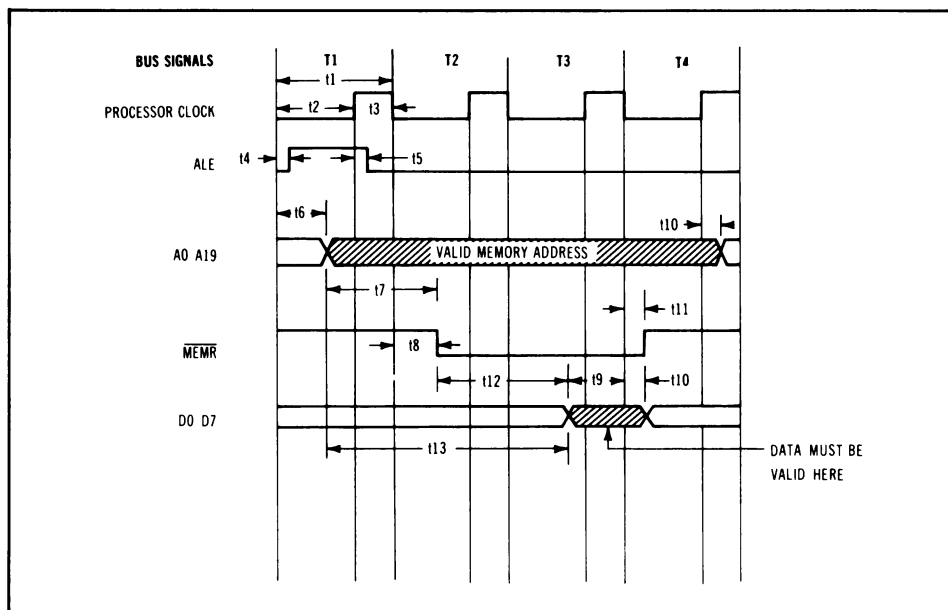 BUS SIGNALS T1 T2 T3 T4
t1
PROCESSOR CLOCK t2 t3
ALE t4 t5
t6 t10
A0 A19 VALID MEMORY ADDRESS
t7 t11
MEMR t8
t12 t9 t10
D0 D7
t13 DATA MUST BE
VALID HERE